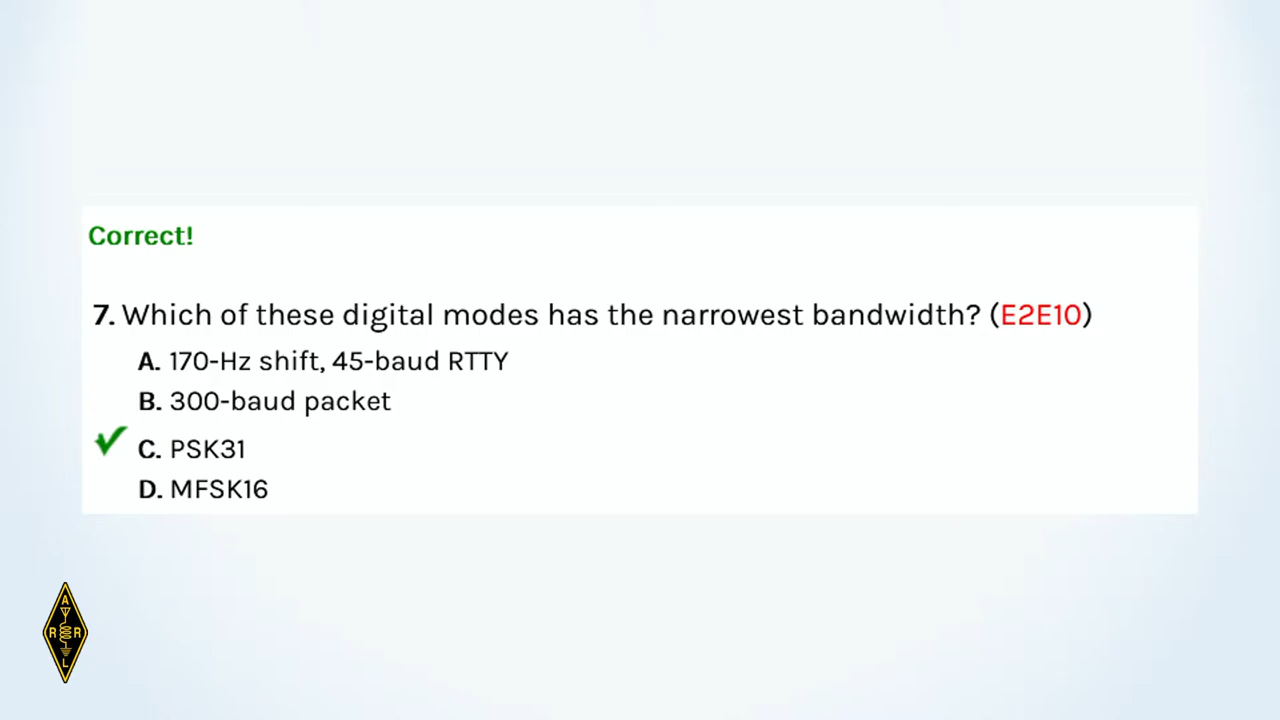 Correct!
7. Which of these digital modes has the narrowest bandwidth? (E2E10)
A. 170-Hz shift, 45-baud RTTY
B. 300-baud packet
C. PSK31
D. MFSK16
A
R R
L